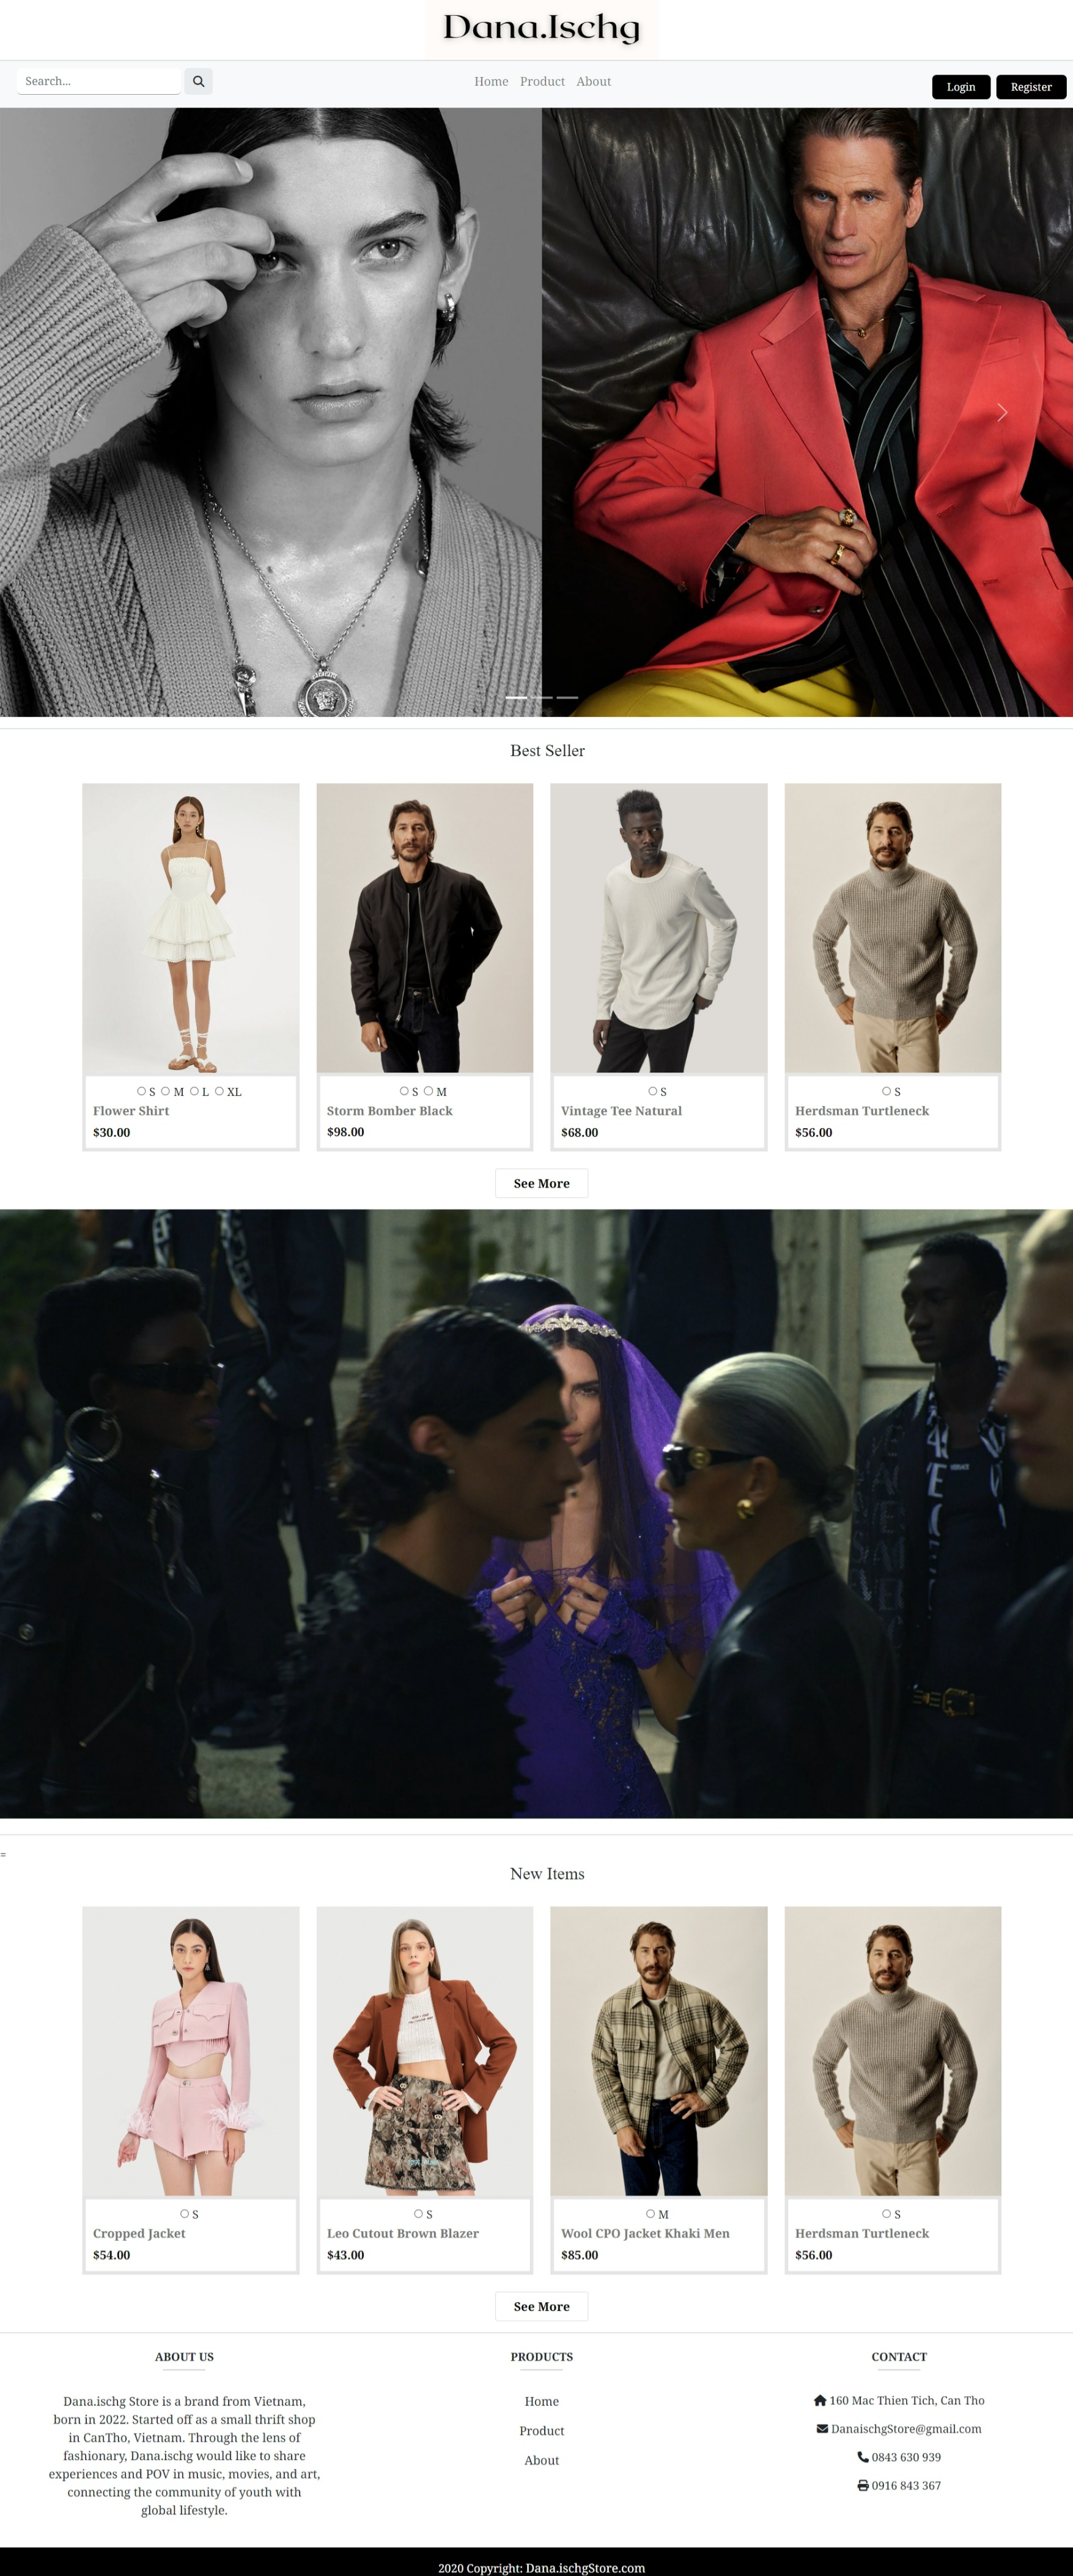 Dana.Ischg
Search...
Home Product About
Login Register
Best Seller
S M L XL
Flower Shirt
$30.00
S M
Storm Bomber Black
$98.00
S
Vintage Tee Natural
$68.00
S
Herdsman Turtleneck
$56.00
See More
=
New Items
S
Cropped Jacket
$54.00
S
Leo Cutout Brown Blazer
$43.00
M
Wool CPO Jacket Khaki Men
$85.00
S
Herdsman Turtleneck
$56.00
See More
ABOUT US
Dana.ischg Store is a brand from Vietnam,
born in 2022. Started off as a small thrift shop
in CanTho, Vietnam. Through the lens of
fashionary, Dana.ischg would like to share
experiences and POV in music, movies, and art,
connecting the community of youth with
global lifestyle.
PRODUCTS
Home
Product
About
CONTACT
160 Mac Thien Tich, Can Tho
DanaischgStore@gmail.com
0843 630 939
0916 843 367
2020 Copyright: Dana.ischgStore.com